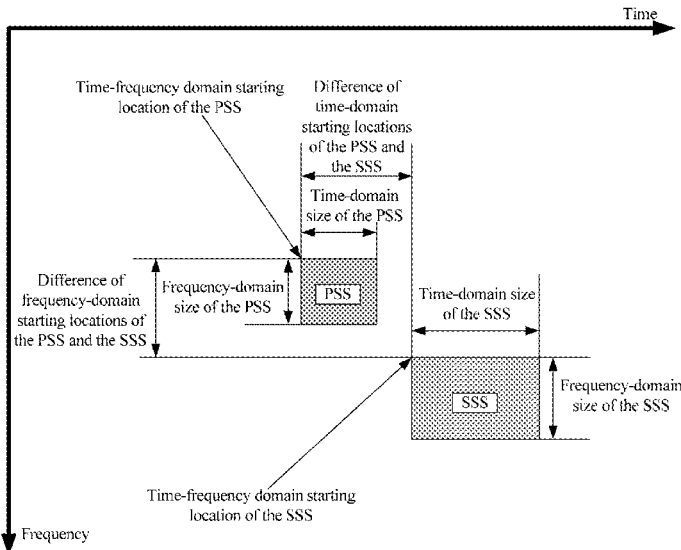 Time
Time-frequency domain starting
location of the PSS
Difference of
time-domain
starting locations
of the PSS and
the SSS
Time-domain
size of the PSS
Difference of
frequency-domain
starting locations of
the PSS and the SSS
Frequency-domain
size of the PSS
PSS
Time-domain size
of the SSS
SSS
Frequency-domain
size of the SSS
Time-frequency domain starting
location of the SSS
Frequency